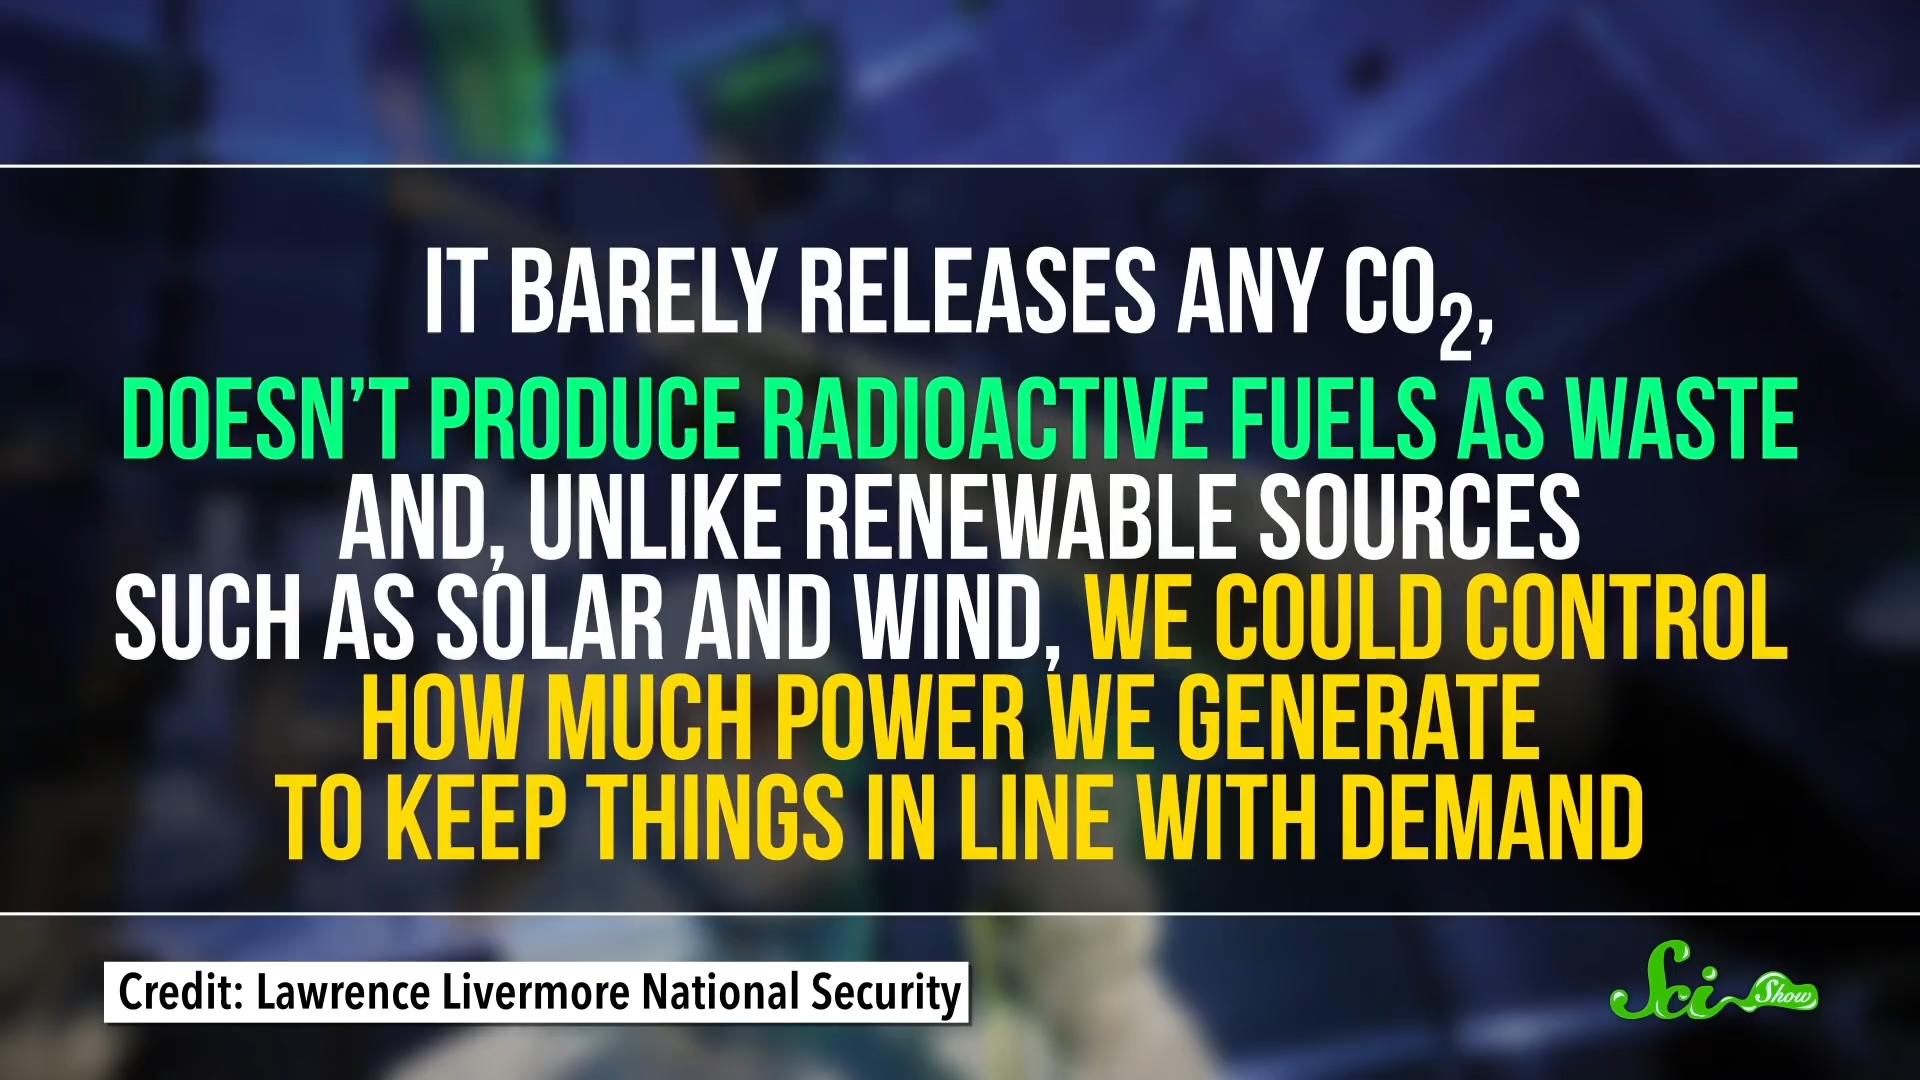 IT BARELY RELEASES ANY CO₂,
DOESN'T PRODUCE RADIOACTIVE FUELS AS WASTE
AND, UNLIKE RENEWABLE SOURCES
SUCH AS SOLAR AND WIND, WE COULD CONTROL
HOW MUCH POWER WE GENERATE
TO KEEP THINGS IN LINE WITH DEMAND
Credit: Lawrence Livermore National Security
Sci Show